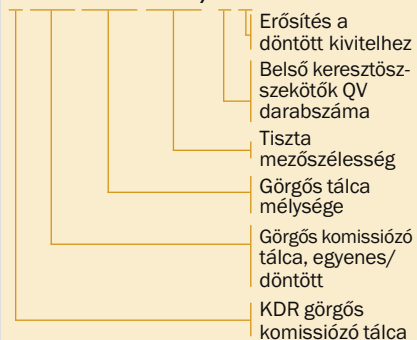 Erősítés a
döntött kivitelhez
Belső keresztösz-
szekötők QV
darabszáma
Tiszta
mezőszélesség
Görgős tálca
mélysége
Görgős komissiózó
tálca, egyenes/
döntött
KDR görgős
komissiózó tálca